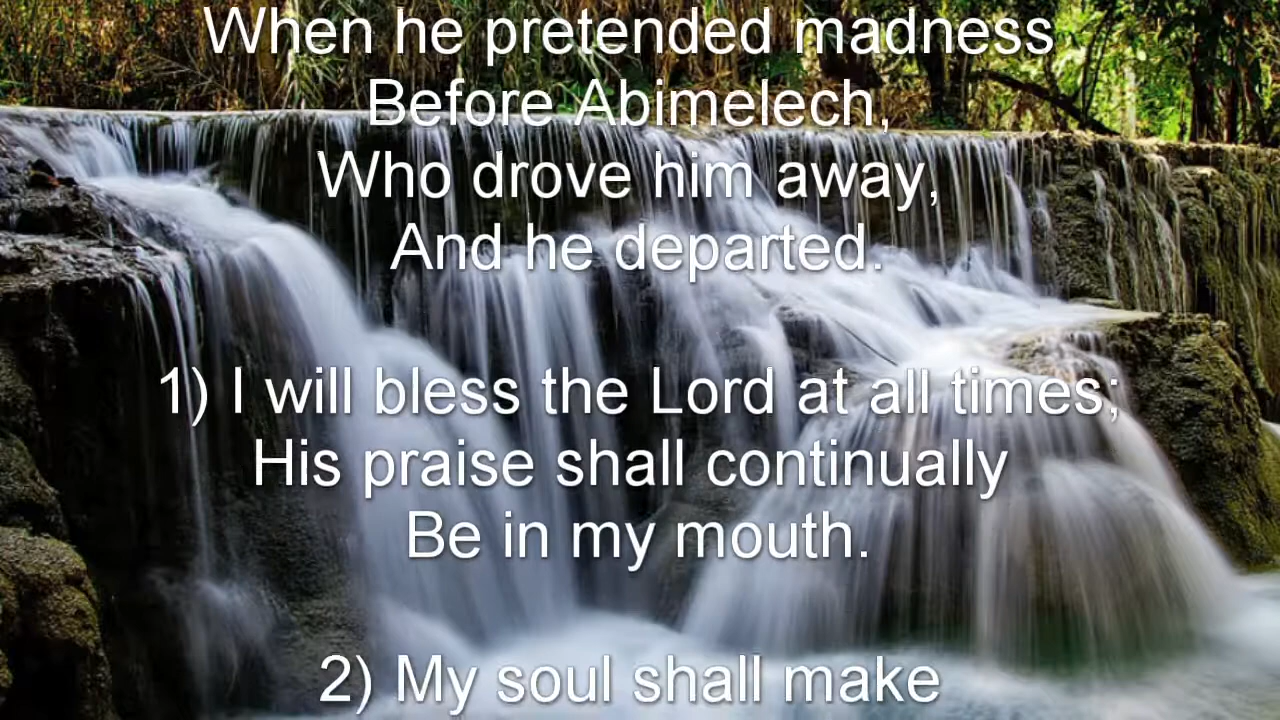 When he pretended madness
Before Abimelech,
Who drove him away,
And he departed.
1) I will bless the Lord at all times;
His praise shall continually
Be in my mouth.
2) My soul shall make